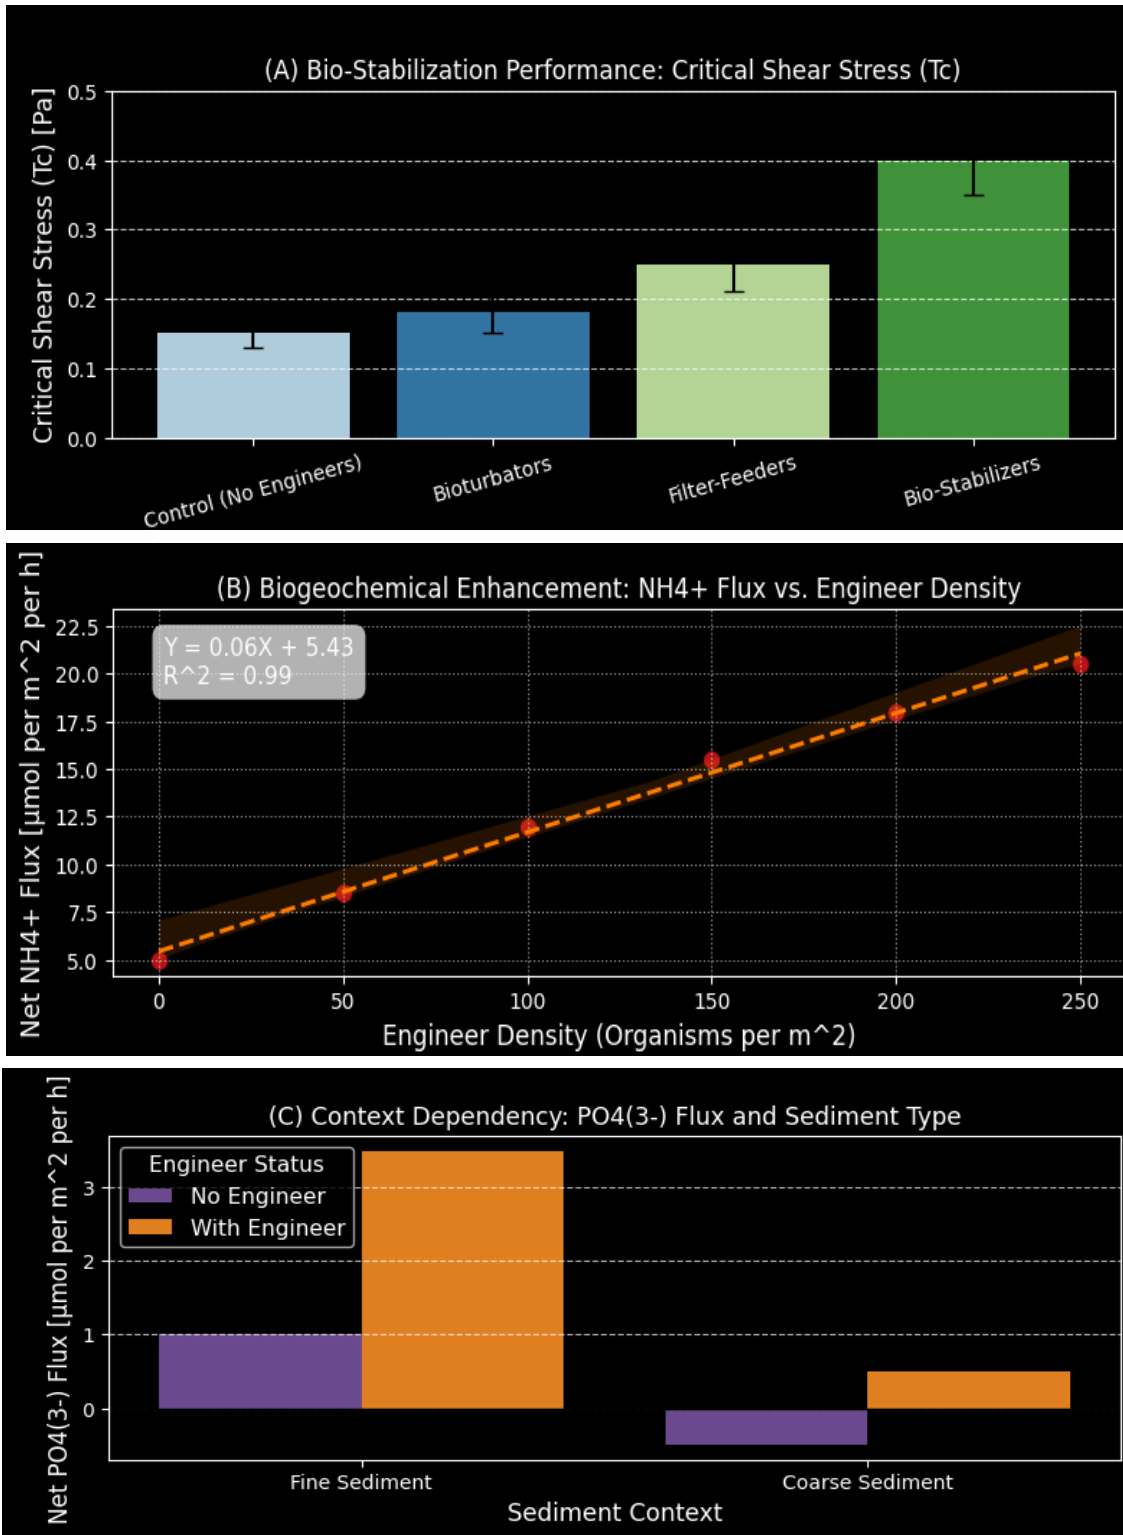 (A) Bio-Stabilization Performance: Critical Shear Stress (Tc)
Critical Shear Stress (Tc) [Pa]
0.5
0.4
0.3
0.2
0.1
0.0
Control (No Engineers)
Bioturbators
Filter-Feeders
Bio-Stabilizers
(B) Biogeochemical Enhancement: NH4+ Flux vs. Engineer Density
Net NH4+ Flux [μmol per m^2 per h]
Y = 0.06X + 5.43
R^2 = 0.99
22.5
20.0
17.5
15.0
12.5
10.0
7.5
5.0
0
50
100
150
200
250
Engineer Density (Organisms per m^2)
(C) Context Dependency: PO4(3-) Flux and Sediment Type
Net PO4(3-) Flux [μmol per m^2 per h]
Engineer Status
No Engineer
With Engineer
3
2
1
0
Fine Sediment
Coarse Sediment
Sediment Context